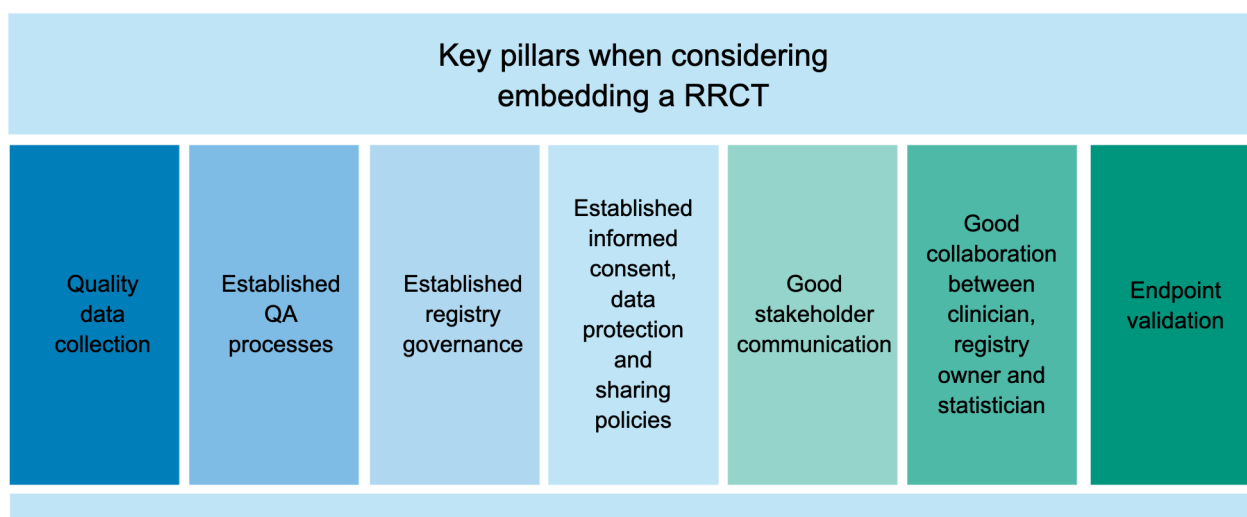 Key pillars when considering
embedding a RRCT
Quality
data
collection
Established
QA
processes
Established
registry
governance
Established
informed
consent,
data
protection
and
sharing
policies
Good
stakeholder
communication
Good
collaboration
between
clinician,
registry
owner and
statistician
Endpoint
validation